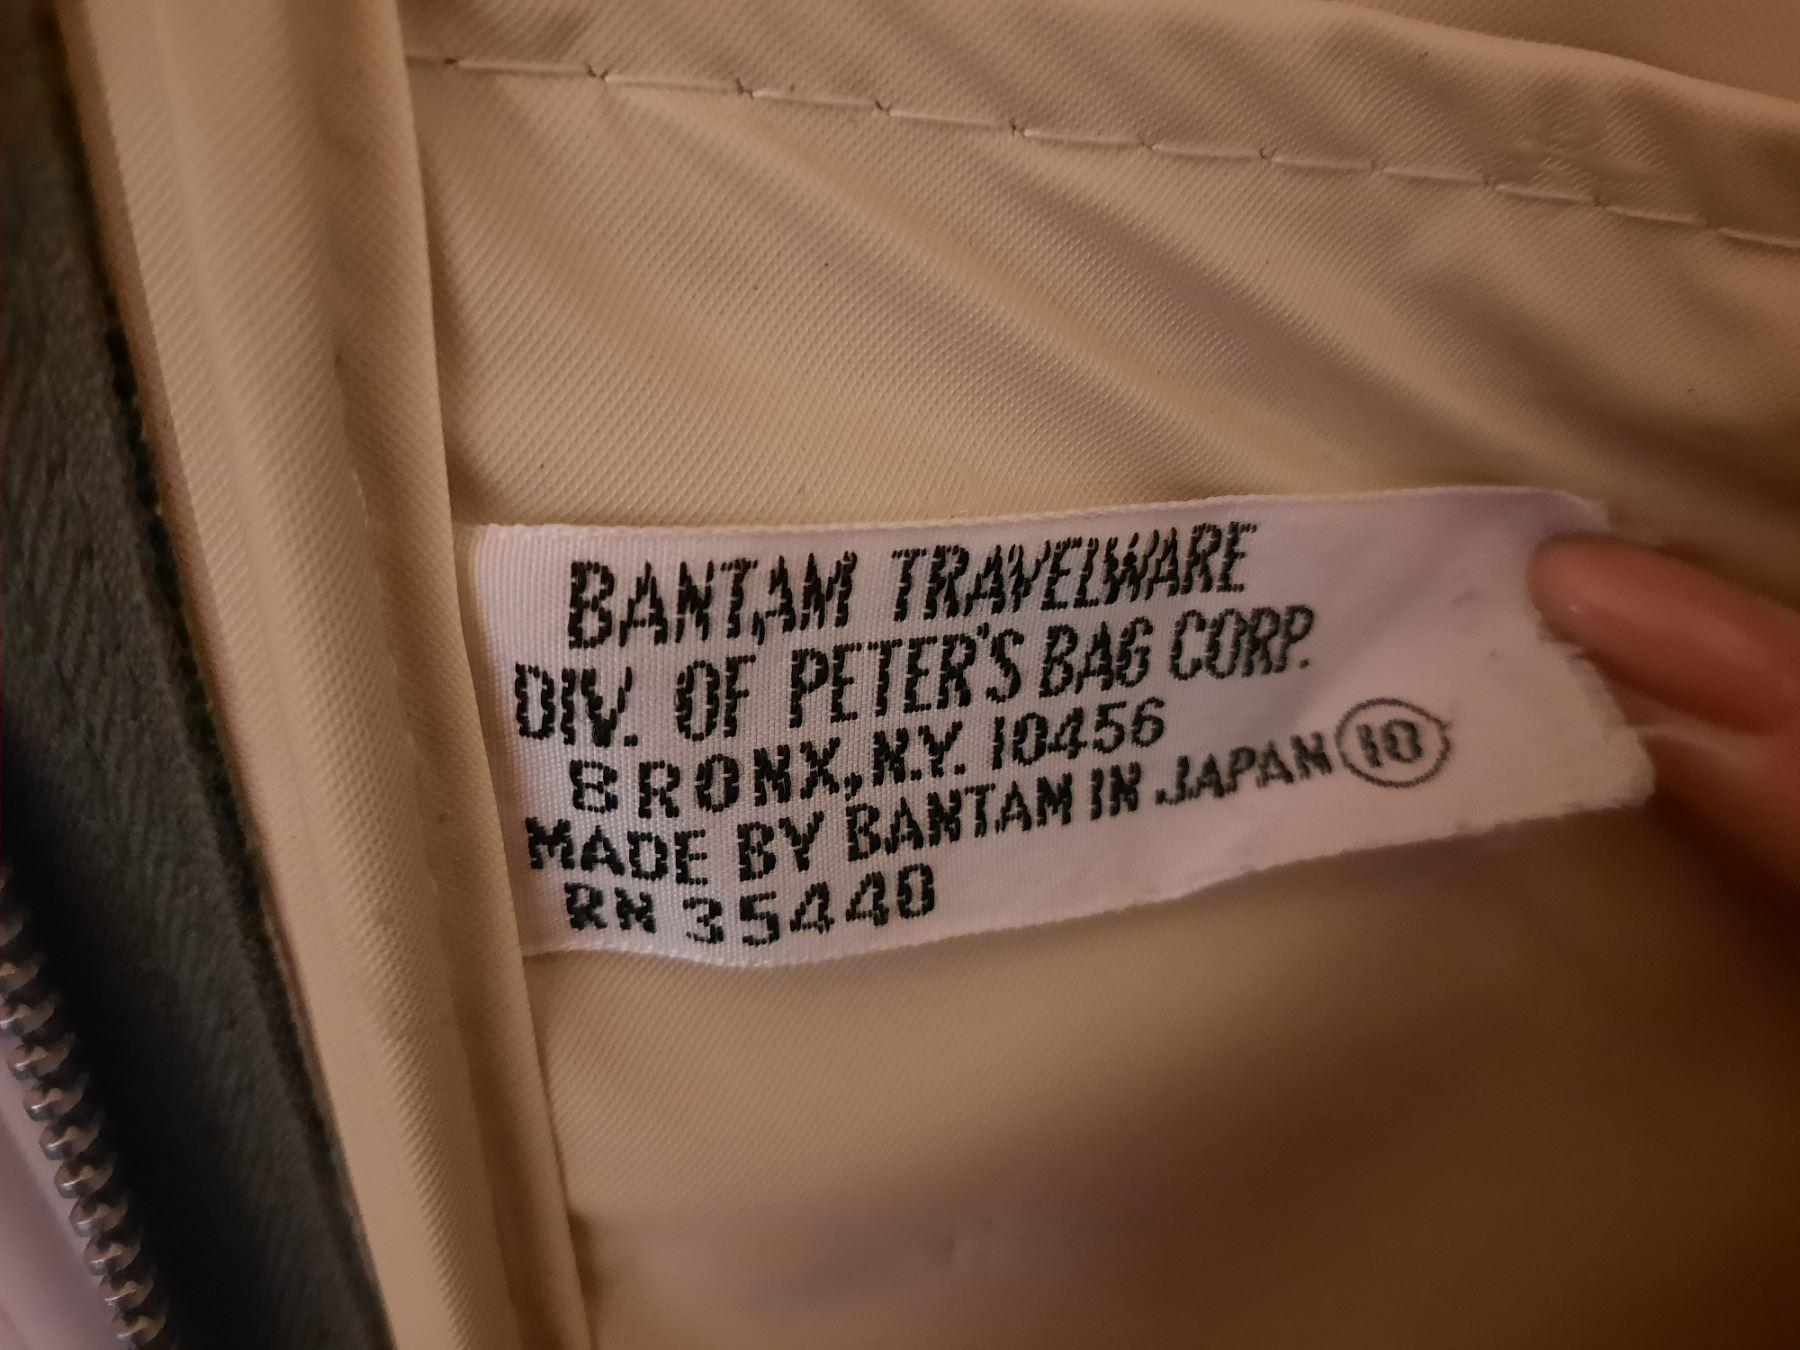 BANTAM TRAVELWARE
DIV. OF PETER'S BAG CORP.
BRONX, N.Y. 10456
MADE BY BANTAM IN JAPAN 10
RN 35440